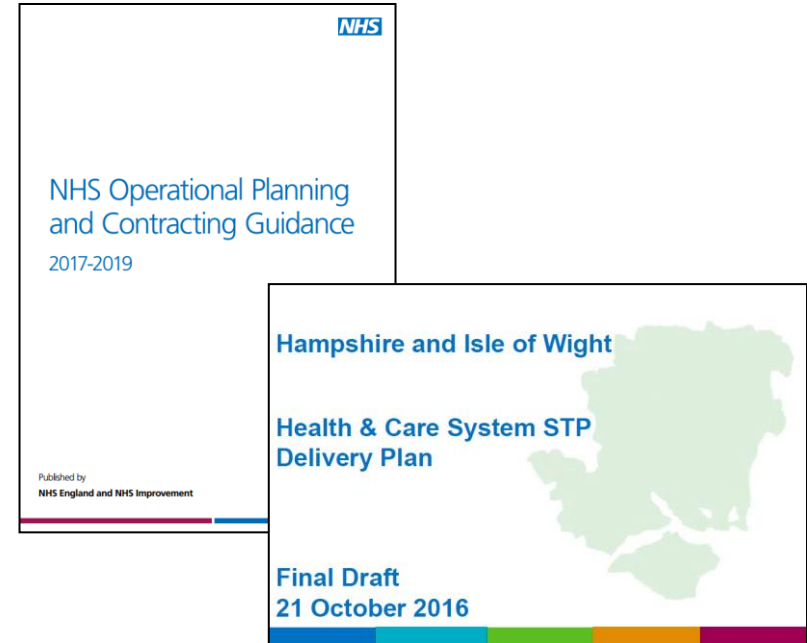 NHS
NHS Operational Planning
and Contracting Guidance
2017-2019
Published by
NHS England and NHS Improvement
Hampshire and Isle of Wight
Health & Care System STP
Delivery Plan
Final Draft
21 October 2016